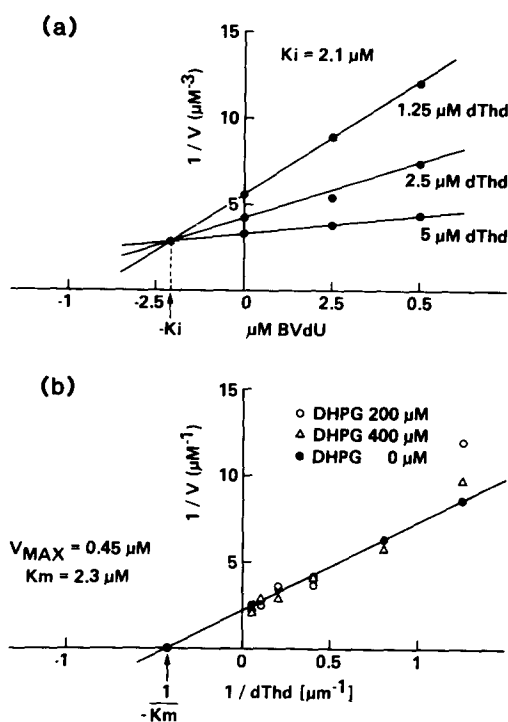 (a)
15
10
5
1 / V (μM⁻³)
Ki = 2.1 μM
1.25 μM dThd
2.5 μM dThd
5 μM dThd
-1
-2.5
0
2.5
0.5
-Ki
μM BVdU
(b)
15
10
5
1 / V (μM⁻¹)
○ DHPG 200 μM
△ DHPG 400 μM
● DHPG 0 μM
VMAX = 0.45 μM
Km = 2.3 μM
-1
0
0.5
1
1
-Km
1 / dThd [μm⁻¹]